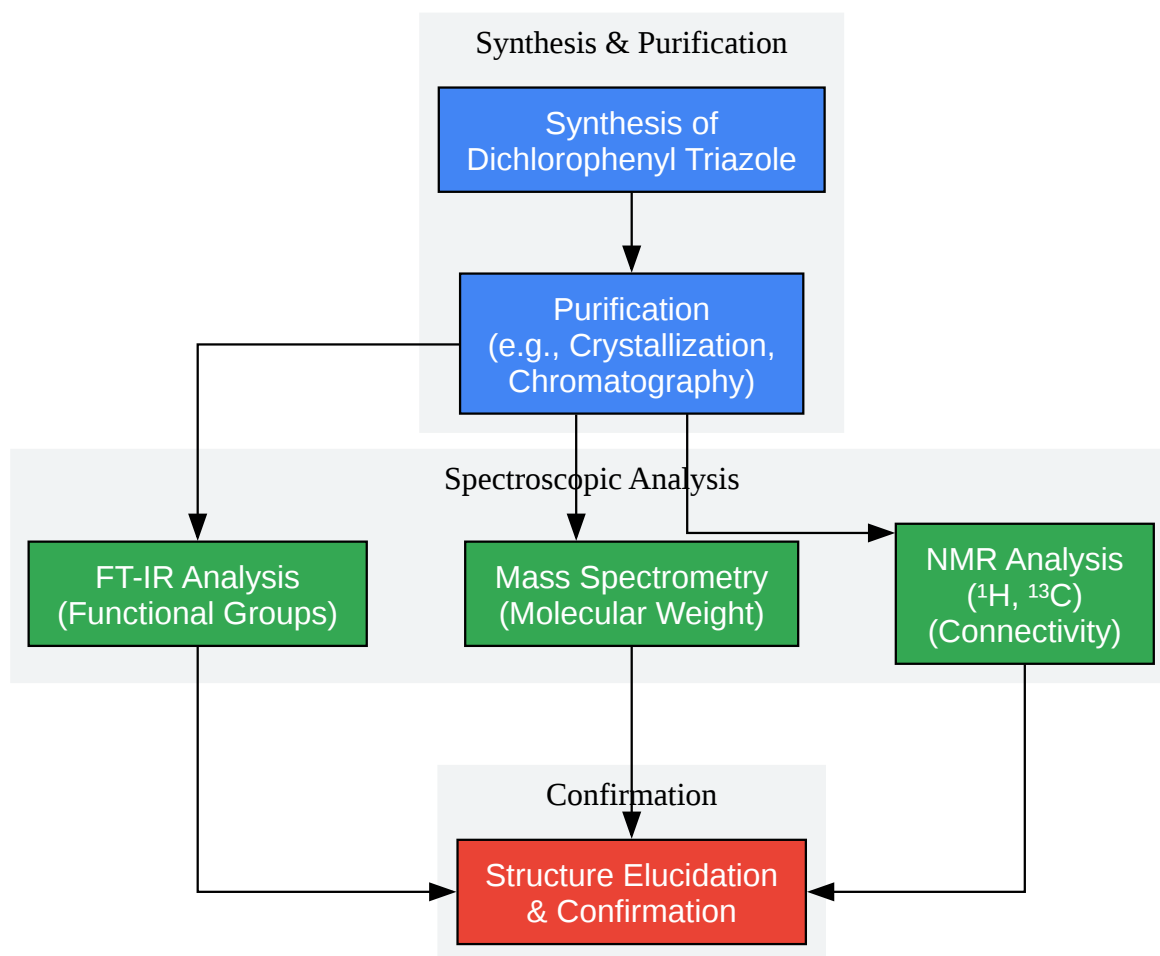 Synthesis & Purification
Synthesis of
Dichlorophenyl Triazole
Purification
(e.g., Crystallization,
Chromatography)
Spectroscopic Analysis
FT-IR Analysis
(Functional Groups)
Mass Spectrometry
(Molecular Weight)
NMR Analysis
(¹H, ¹³C)
(Connectivity)
Confirmation
Structure Elucidation
& Confirmation